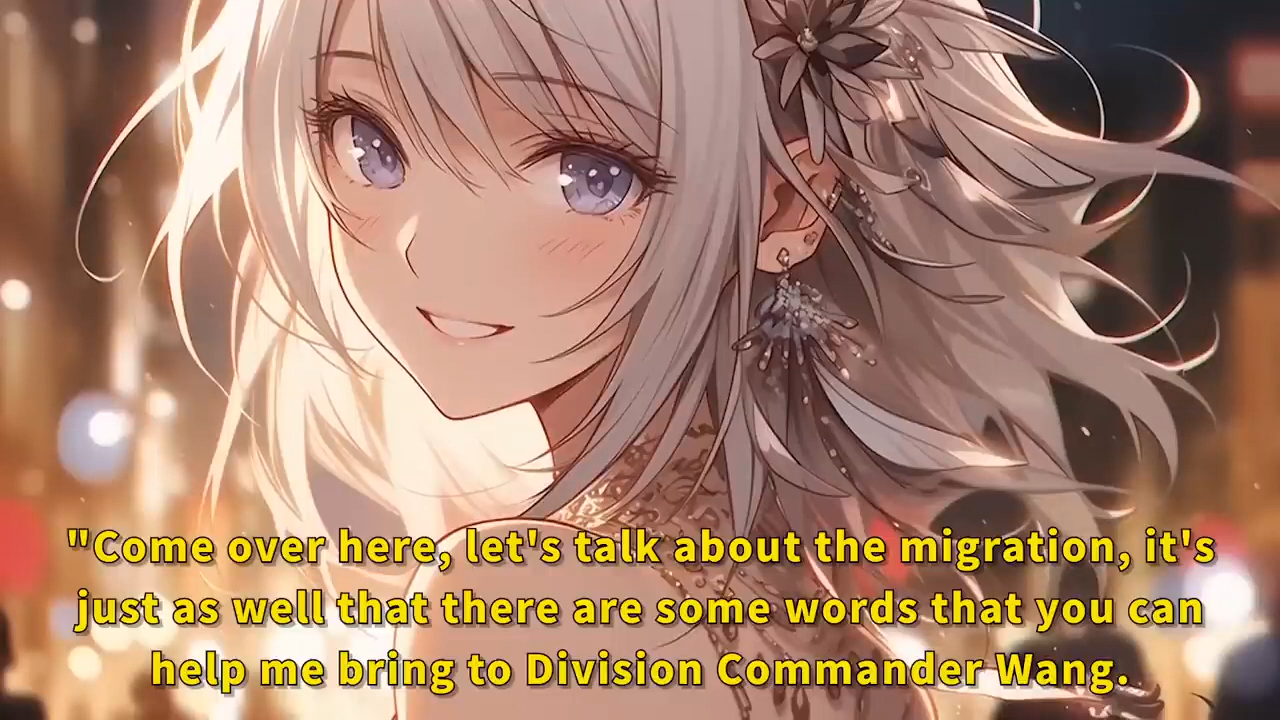 "Come over here, let's talk about the migration, it's
just as well that there are some words that you can
help me bring to Division Commander Wang.